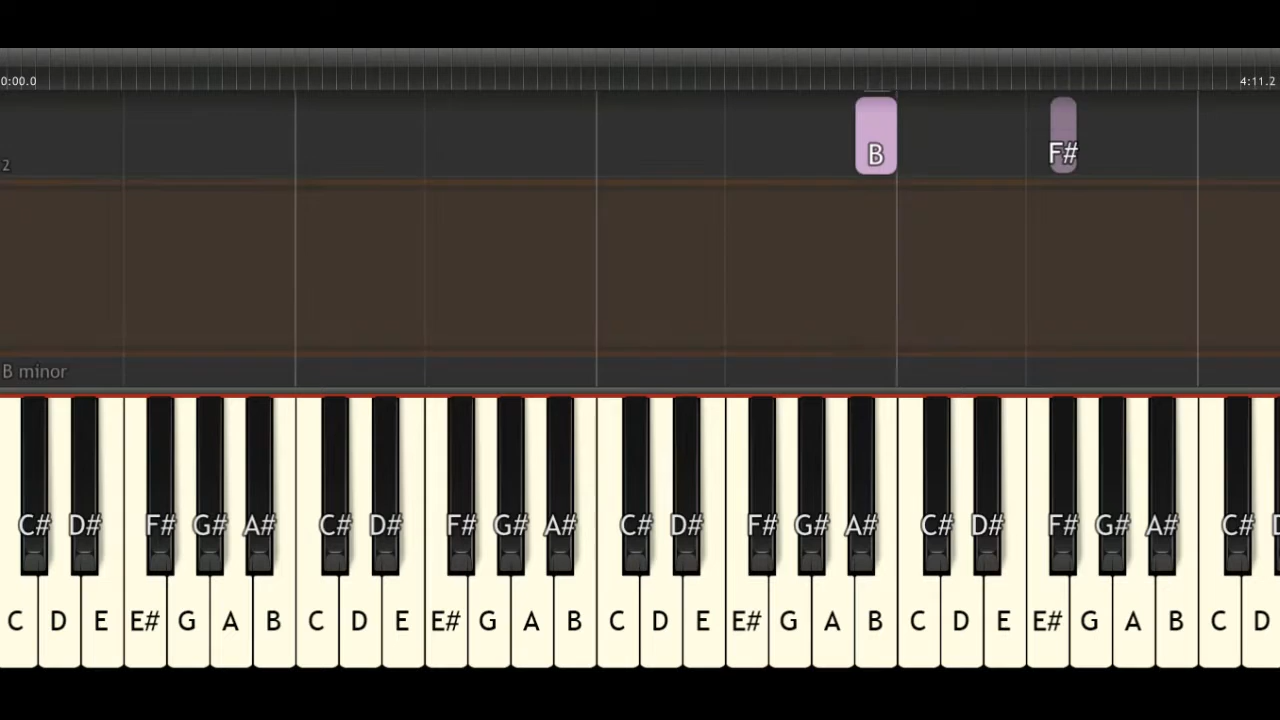 0:00.0 4:11.2
B F#
2
B minor
C# D# F# G# A# C# D# F# G# A# C# D# F# G# A# C# D# F# G# A# C#
C D E E# G A B C D E E# G A B C D E E# G A B C D E E# G A B C D